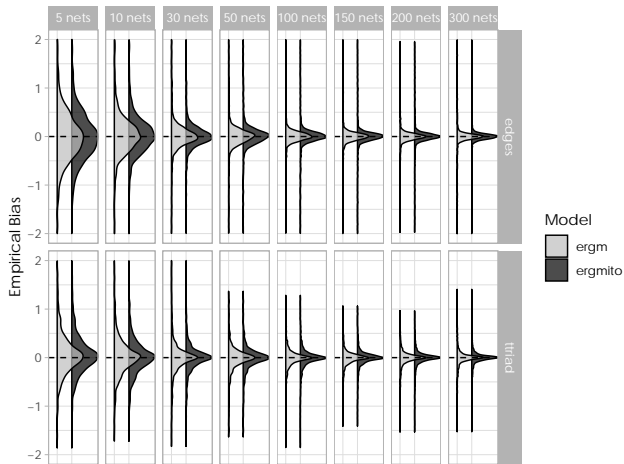 5 nets 10 nets 30 nets 50 nets 100 nets 150 nets 200 nets 300 nets
2
1
0
−1
−2
edges
2
1
0
−1
−2
ttriad
Empirical Bias
Model
ergm
ergmito